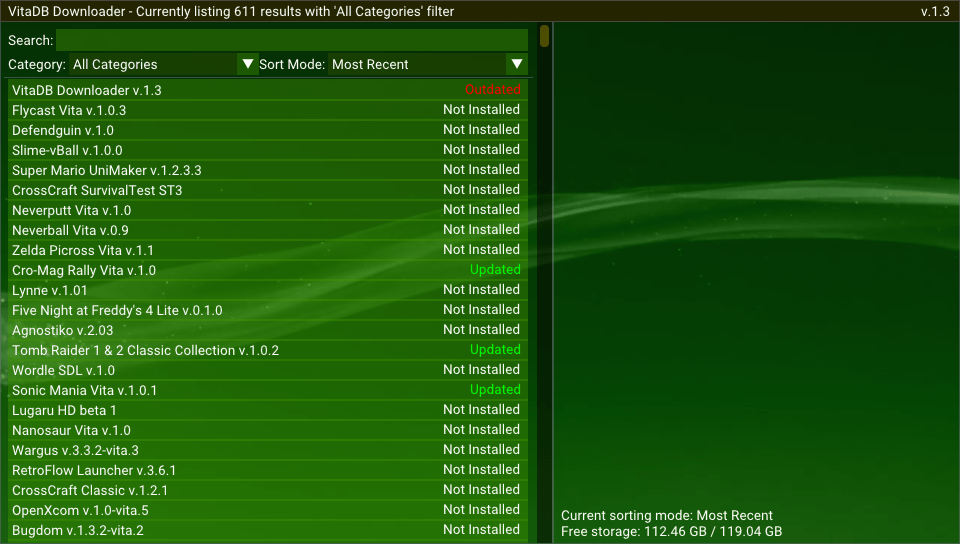 VitaDB Downloader - Currently listing 611 results with 'All Categories' filter v.1.3
Search:
Category: All Categories Sort Mode: Most Recent
VitaDB Downloader v.1.3 Outdated
Flycast Vita v.1.0.3 Not Installed
Defendguin v.1.0 Not Installed
Slime-vBall v.1.0.0 Not Installed
Super Mario UniMaker v.1.2.3.3 Not Installed
CrossCraft SurvivalTest ST3 Not Installed
Neverputt Vita v.1.0 Not Installed
Neverball Vita v.0.9 Not Installed
Zelda Picross Vita v.1.1 Not Installed
Cro-Mag Rally Vita v.1.0 Updated
Lynne v.1.01 Not Installed
Five Night at Freddy's 4 Lite v.0.1.0 Not Installed
Agnostiko v.2.03 Not Installed
Tomb Raider 1 & 2 Classic Collection v.1.0.2 Updated
Wordle SDL v.1.0 Not Installed
Sonic Mania Vita v.1.0.1 Updated
Lugaru HD beta 1 Not Installed
Nanosaur Vita v.1.0 Not Installed
Wargus v.3.3.2-vita.3 Not Installed
RetroFlow Launcher v.3.6.1 Not Installed
CrossCraft Classic v.1.2.1 Not Installed
OpenXcom v.1.0-vita.5 Not Installed
Bugdom v.1.3.2-vita.2 Not Installed
Current sorting mode: Most Recent
Free storage: 112.46 GB / 119.04 GB